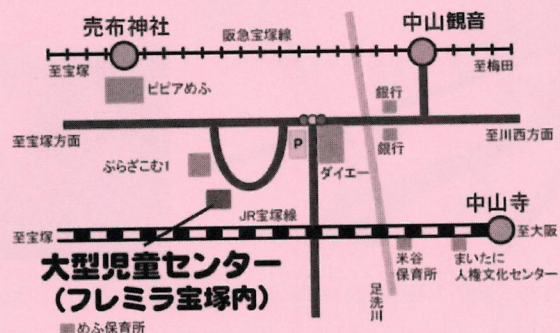 売布神社
阪急宝塚線
中山観音
至宝塚
至梅田
ピピアめふ
銀行
至宝塚方面
P
至川西方面
銀行
ぷらざこむ1
ダイエー
中山寺
JR宝塚線
至宝塚
至大阪
大型児童センター
(フレミラ宝塚内)
米谷
保育所
まいたに
人権文化センター
足洗川
めふ保育所